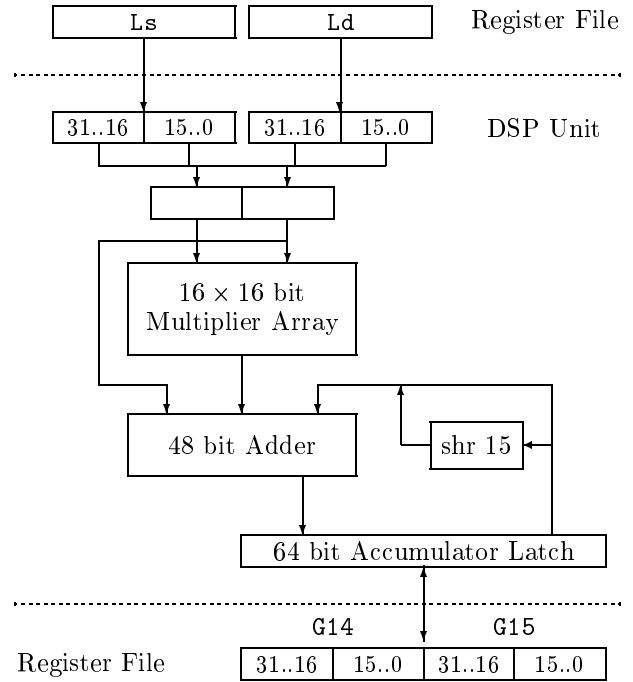 Ls Ld Register File
31..16 15..0 31..16 15..0 DSP Unit
16 × 16 bit
Multiplier Array
48 bit Adder shr 15
64 bit Accumulator Latch
G14 G15
Register File 31..16 15..0 31..16 15..0